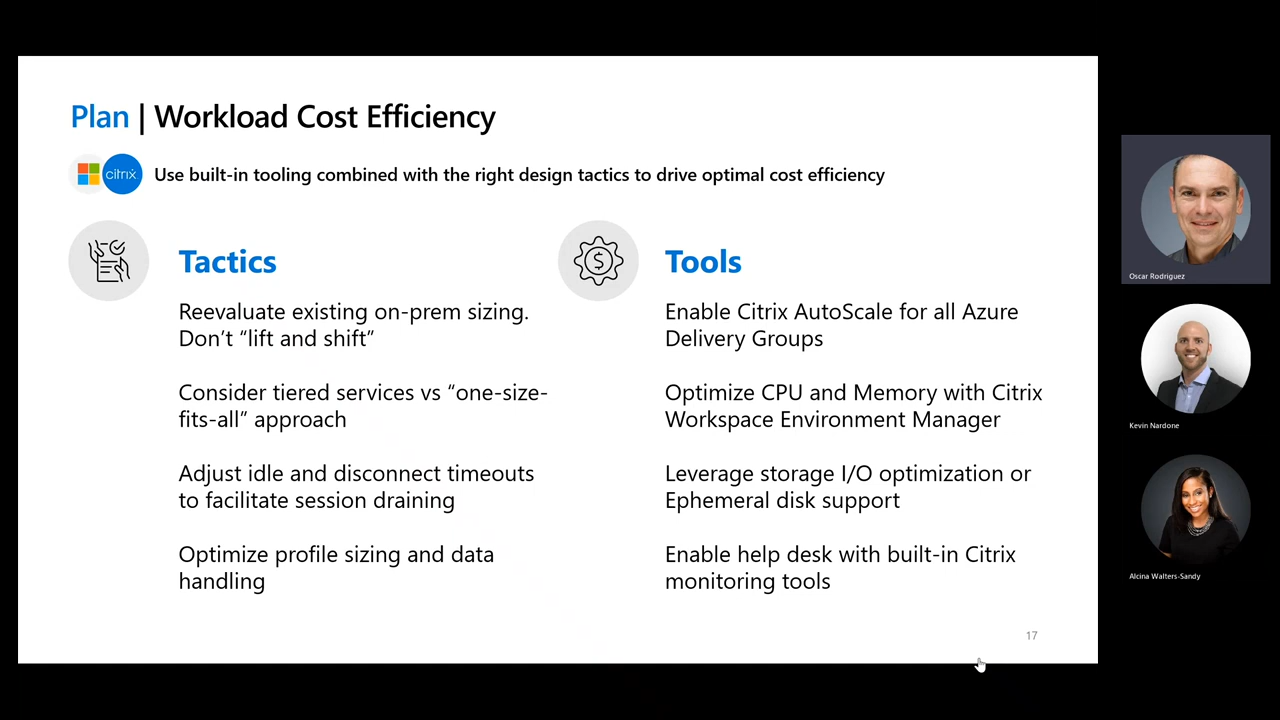 Plan | Workload Cost Efficiency
citrix
Use built-in tooling combined with the right design tactics to drive optimal cost efficiency
Tactics
Reevaluate existing on-prem sizing.
Don’t “lift and shift”
Consider tiered services vs “one-size-
fits-all” approach
Adjust idle and disconnect timeouts
to facilitate session draining
Optimize profile sizing and data
handling
$
Tools
Enable Citrix AutoScale for all Azure
Delivery Groups
Optimize CPU and Memory with Citrix
Workspace Environment Manager
Leverage storage I/O optimization or
Ephemeral disk support
Enable help desk with built-in Citrix
monitoring tools
17
Oscar Rodriguez
Kevin Nardone
Alcina Walters-Sandy